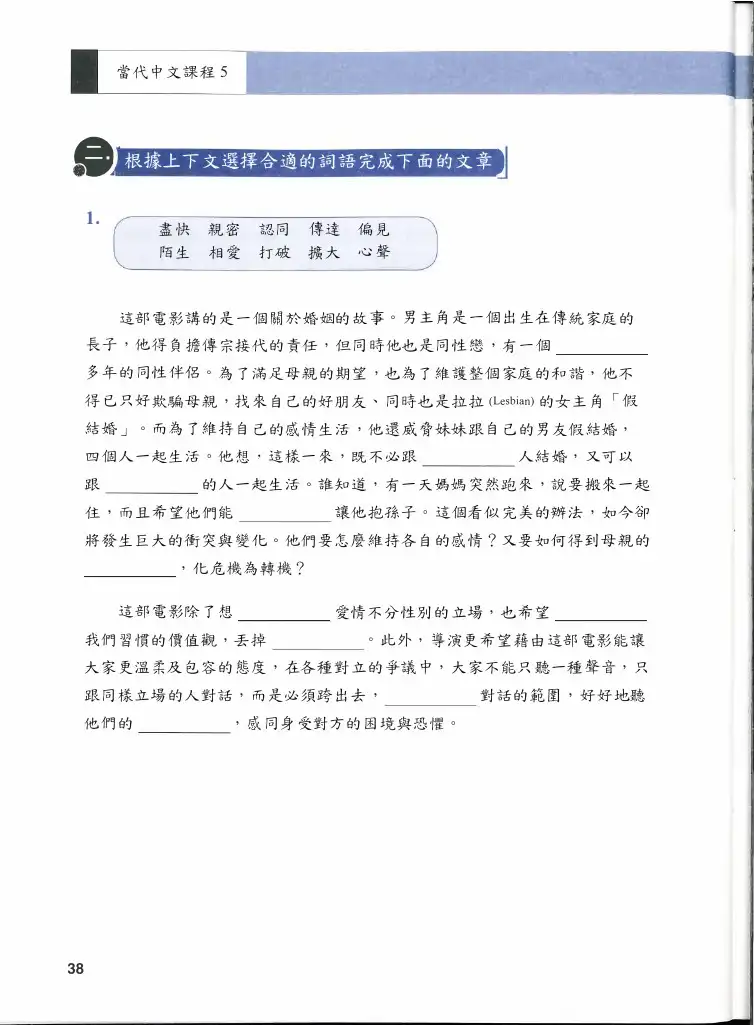 當代中文課程 5
二、根據上下文選擇合適的詞語完成下面的文章
1.
盡快 親密 認同 傳達 偏見
陌生 相愛 打破 擴大 心聲
這部電影講的是一個關於婚姻的故事。男主角是一個出生在傳統家庭的
長子,他得負擔傳宗接代的責任,但同時他也是同性戀,有一個 __________
多年的同性伴侶。為了滿足母親的期望,也為了維護整個家庭的和諧,他不
得已只好欺騙母親,找來自己的好朋友、同時也是拉拉 (Lesbian) 的女主角「假
結婚」。而為了維持自己的感情生活,他還威脅妹妹跟自己的男友假結婚,
四個人一起生活。他想,這樣一來,既不必跟 __________ 人結婚,又可以
跟 __________ 的人一起生活。誰知道,有一天媽媽突然跑來,說要搬來一起
住,而且希望他們能 __________ 讓他抱孫子。這個看似完美的辦法,如今卻
將發生巨大的衝突與變化。他們要怎麼維持各自的感情?又要如何得到母親的
__________,化危機為轉機?
這部電影除了想 __________ 愛情不分性別的立場,也希望 __________
我們習慣的價值觀,丟掉 __________。此外,導演更希望藉由這部電影能讓
大家更溫柔及包容的態度,在各種對立的爭議中,大家不能只聽一種聲音,只
跟同樣立場的人對話,而是必須跨出去,__________ 對話的範圍,好好地聽
他們的 __________,感同身受對方的困境與恐懼。
38